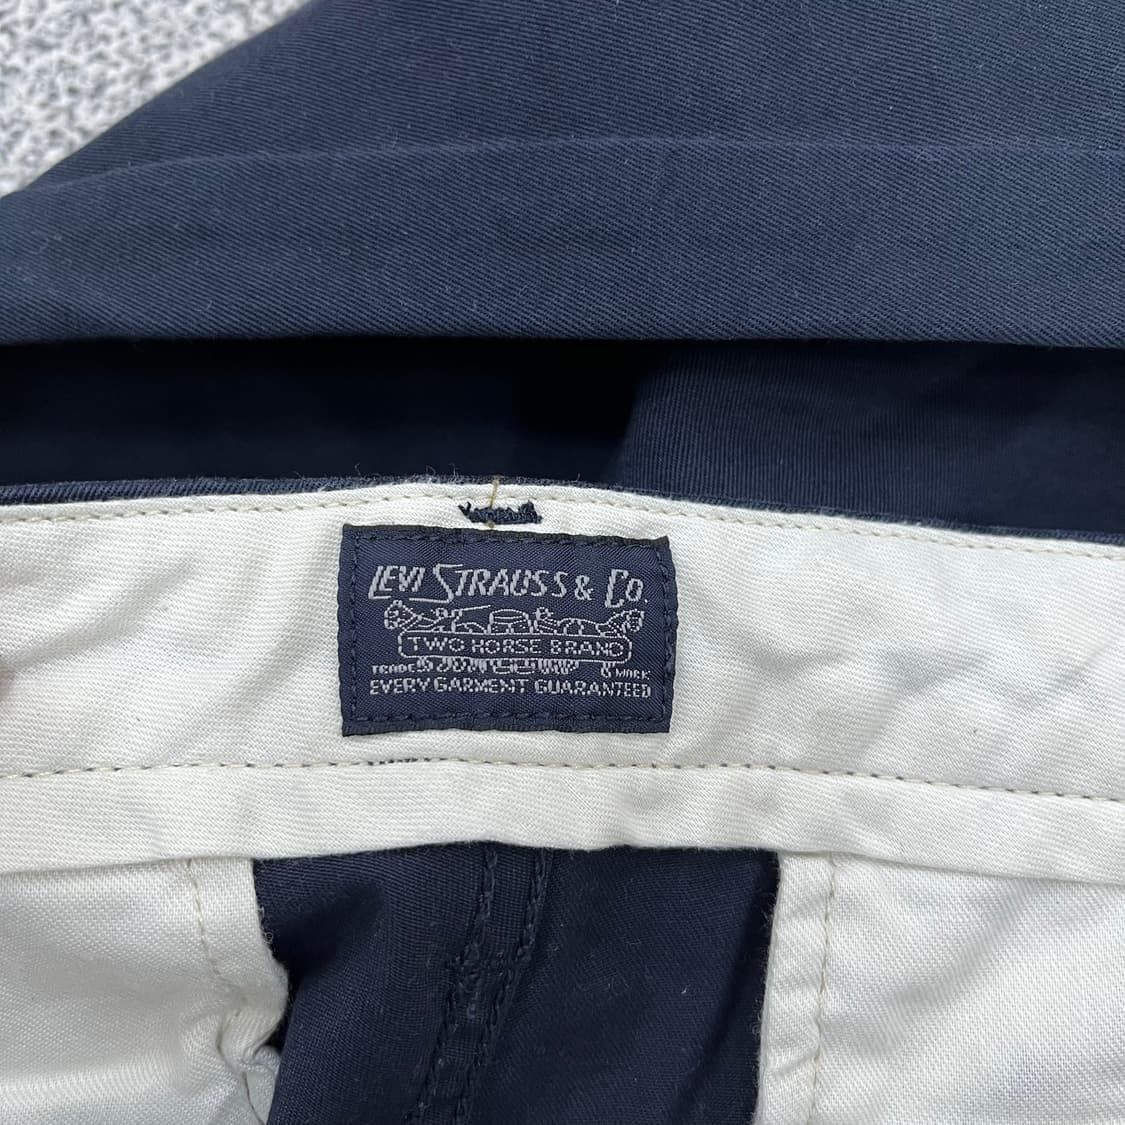 LEVI STRAUSS & CO.
TWO HORSE BRAND
TRADE MARK
EVERY GARMENT GUARANTEED